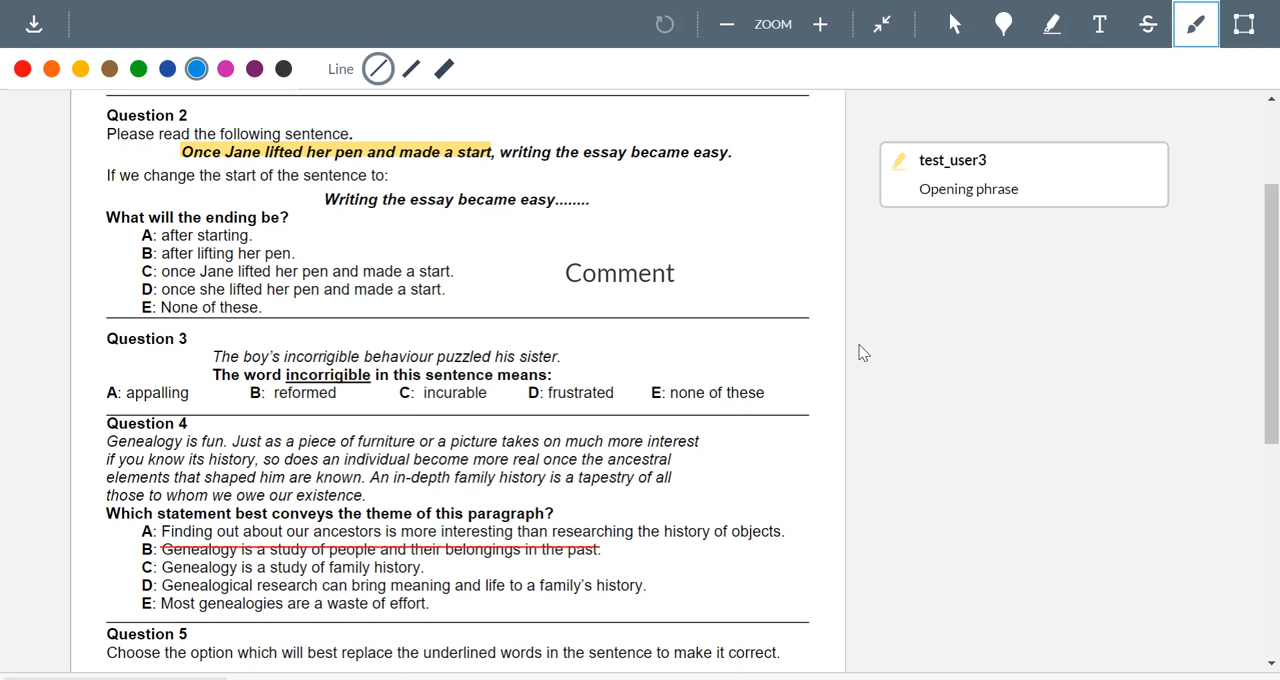 ZOOM
T
S
Line
Question 2
Please read the following sentence.
Once Jane lifted her pen and made a start, writing the essay became easy.
If we change the start of the sentence to:
Writing the essay became easy........
What will the ending be?
A: after starting.
B: after lifting her pen.
C: once Jane lifted her pen and made a start.
D: once she lifted her pen and made a start.
E: None of these.
Comment
test_user3
Opening phrase
Question 3
The boy's incorrigible behaviour puzzled his sister.
The word incorrigible in this sentence means:
A: appalling B: reformed C: incurable D: frustrated E: none of these
Question 4
Genealogy is fun. Just as a piece of furniture or a picture takes on much more interest
if you know its history, so does an individual become more real once the ancestral
elements that shaped him are known. An in-depth family history is a tapestry of all
those to whom we owe our existence.
Which statement best conveys the theme of this paragraph?
A: Finding out about our ancestors is more interesting than researching the history of objects.
B: Genealogy is a study of people and their belongings in the past.
C: Genealogy is a study of family history.
D: Genealogical research can bring meaning and life to a family's history.
E: Most genealogies are a waste of effort.
Question 5
Choose the option which will best replace the underlined words in the sentence to make it correct.